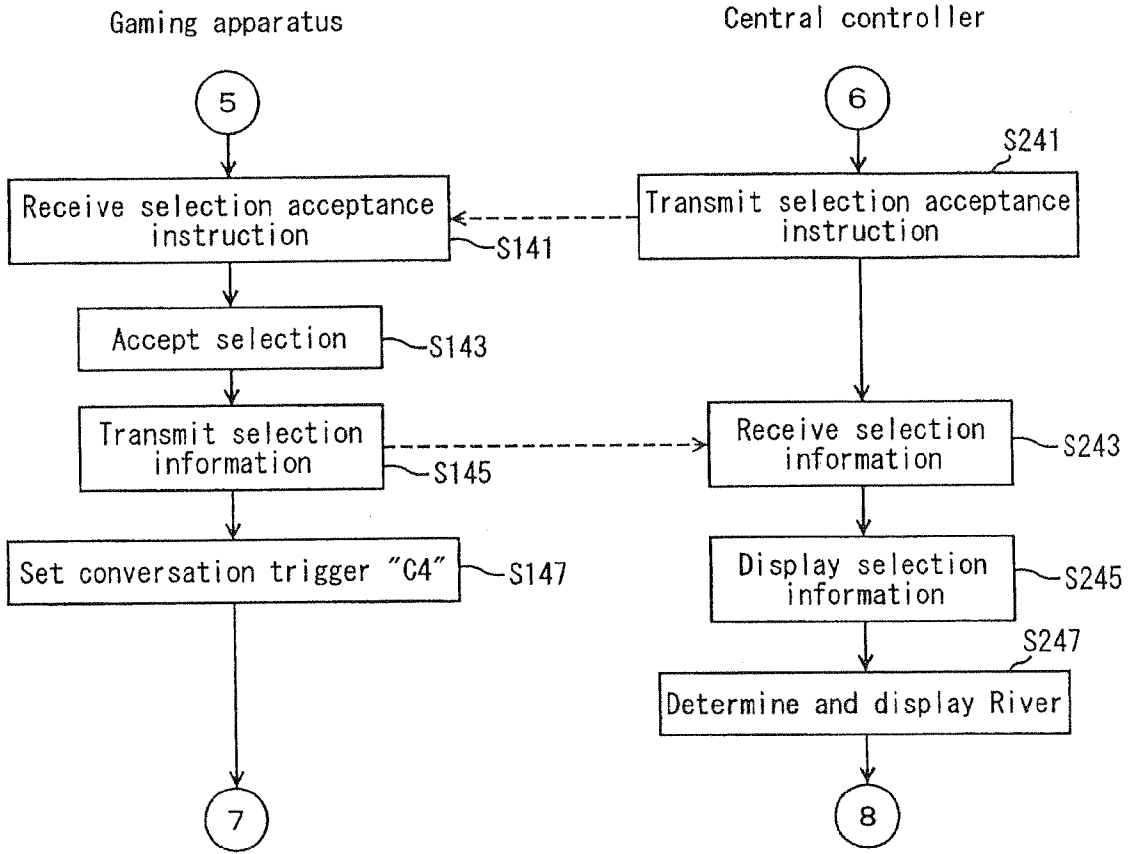 Gaming apparatus
Central controller
5
6
S241
Receive selection acceptance
instruction
S141
Transmit selection acceptance
instruction
Accept selection
S143
Transmit selection
information
S145
Receive selection
information
S243
Set conversation trigger "C4"
S147
Display selection
information
S245
S247
Determine and display River
7
8